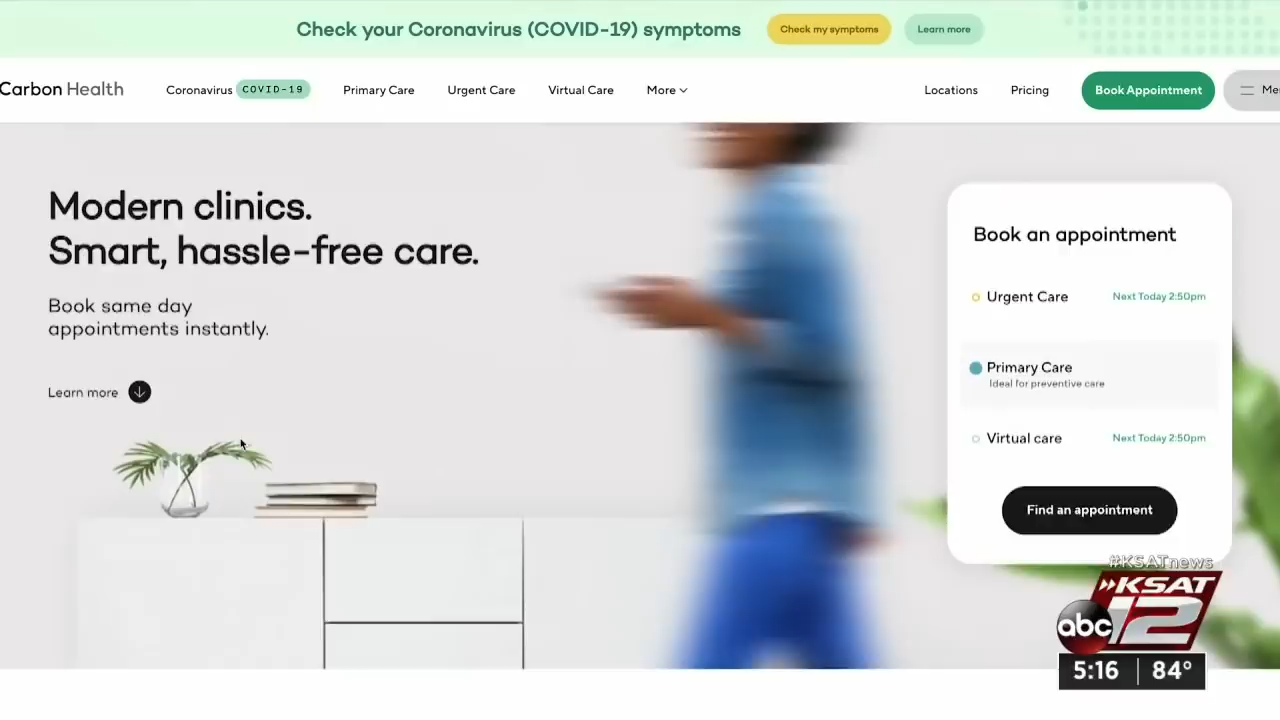 Check your Coronavirus (COVID-19) symptoms
Check my symptoms
Learn more
Carbon Health
Coronavirus COVID-19
Primary Care
Urgent Care
Virtual Care
More
Locations
Pricing
Book Appointment
Modern clinics.
Smart, hassle-free care.
Book same day
appointments instantly.
Learn more
Book an appointment
Urgent Care
Next Today 2:50pm
Primary Care
Ideal for preventive care
Virtual care
Next Today 2:50pm
Find an appointment
#KSATnews
KSAT
abc 12
5:16 84°